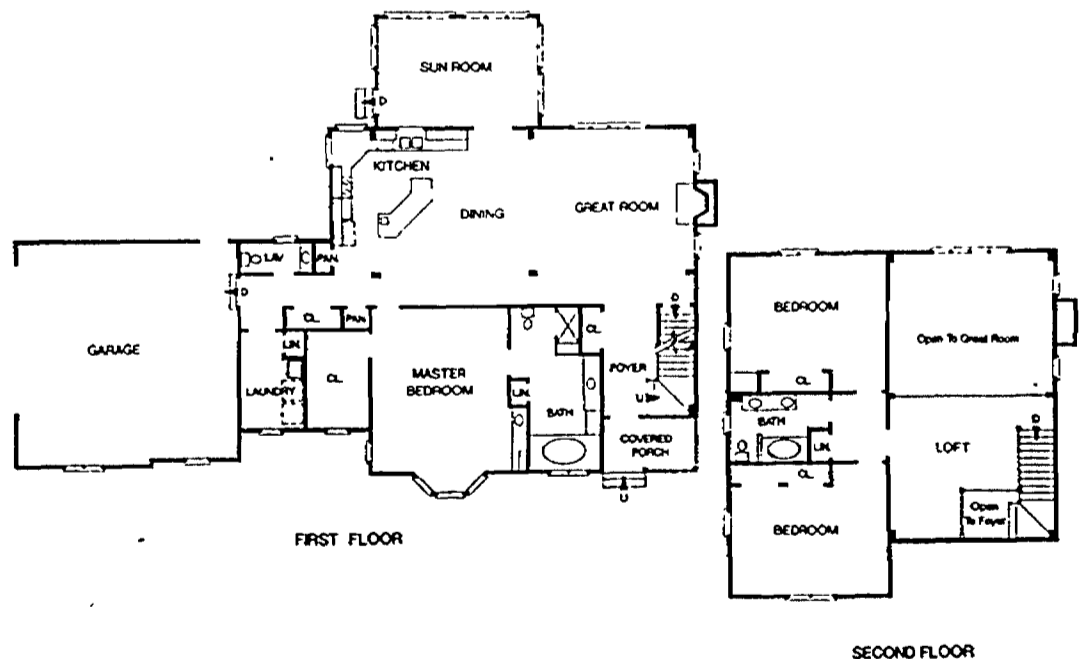 SUN ROOM
D
KITCHEN
DINING
GREAT ROOM
LAV
PAN.
D
CL
PAN.
CL
D
GARAGE
LIN.
CL
MASTER
BEDROOM
FOYER
LAUNDRY
LIN.
U
BATH
COVERED
PORCH
U
FIRST FLOOR
BEDROOM
Open To Great Room
CL
BATH
LIN.
LOFT
D
CL
Open
To Foyer
BEDROOM
SECOND FLOOR